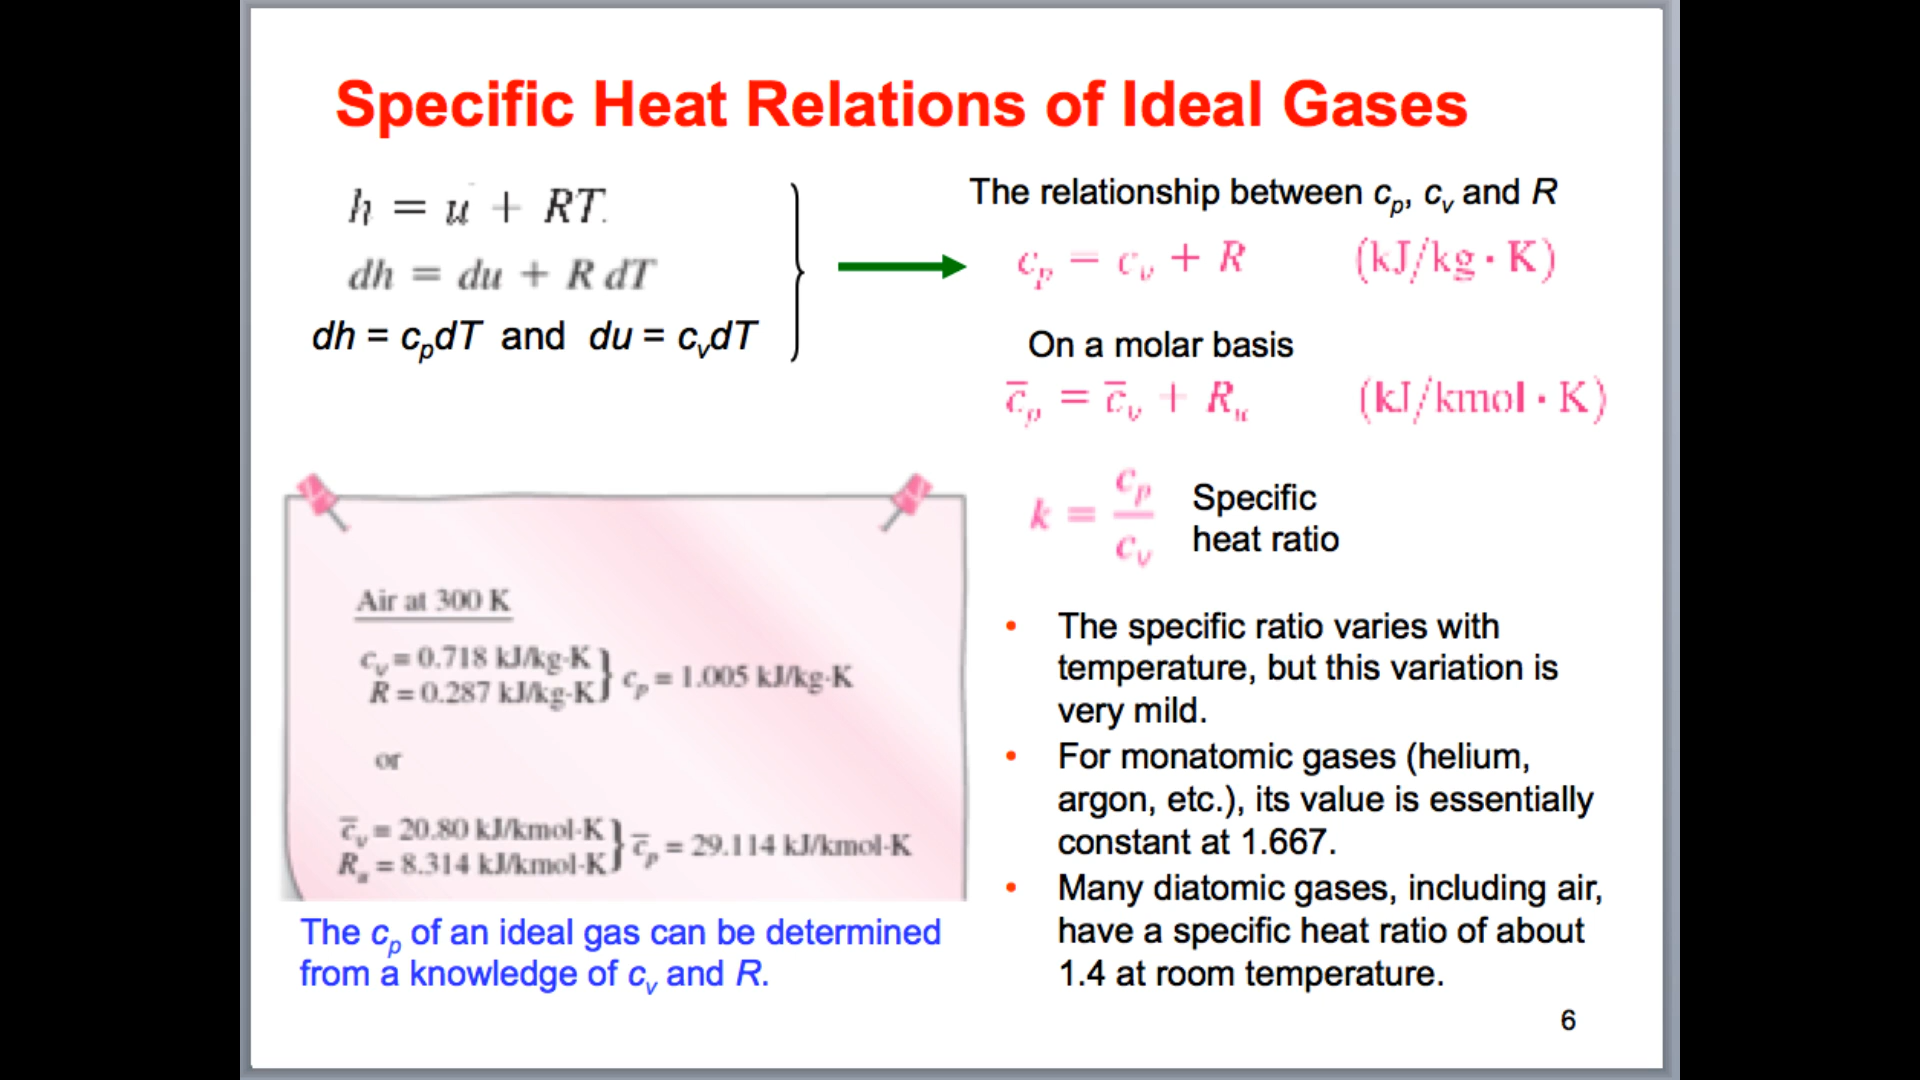 Specific Heat Relations of Ideal Gases
h = u + RT.
dh = du + R dT
dh = c_p dT and du = c_v dT
The relationship between c_p, c_v and R
c_p = c_v + R (kJ/kg · K)
On a molar basis
c̅_p = c̅_v + R_u (kJ/kmol · K)
k = c_p / c_v
Specific
heat ratio
Air at 300 K
c_v = 0.718 kJ/kg·K
R = 0.287 kJ/kg·K } c_p = 1.005 kJ/kg·K
or
c̅_v = 20.80 kJ/kmol·K
R_u = 8.314 kJ/kmol·K } c̅_p = 29.114 kJ/kmol·K
The c_p of an ideal gas can be determined
from a knowledge of c_v and R.
• The specific ratio varies with
temperature, but this variation is
very mild.
• For monatomic gases (helium,
argon, etc.), its value is essentially
constant at 1.667.
• Many diatomic gases, including air,
have a specific heat ratio of about
1.4 at room temperature.
6